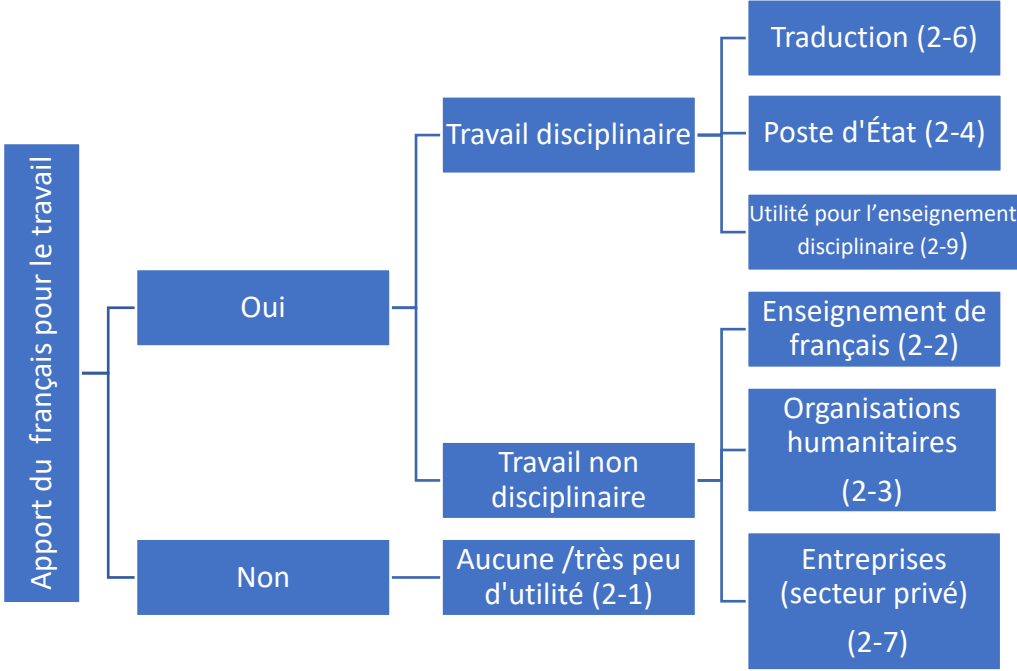 Apport du français pour le travail
Oui
Non
Travail disciplinaire
Travail non
disciplinaire
Aucune /très peu
d'utilité (2-1)
Traduction (2-6)
Poste d'État (2-4)
Utilité pour l’enseignement
disciplinaire (2-9)
Enseignement de
français (2-2)
Organisations
humanitaires
(2-3)
Entreprises
(secteur privé)
(2-7)